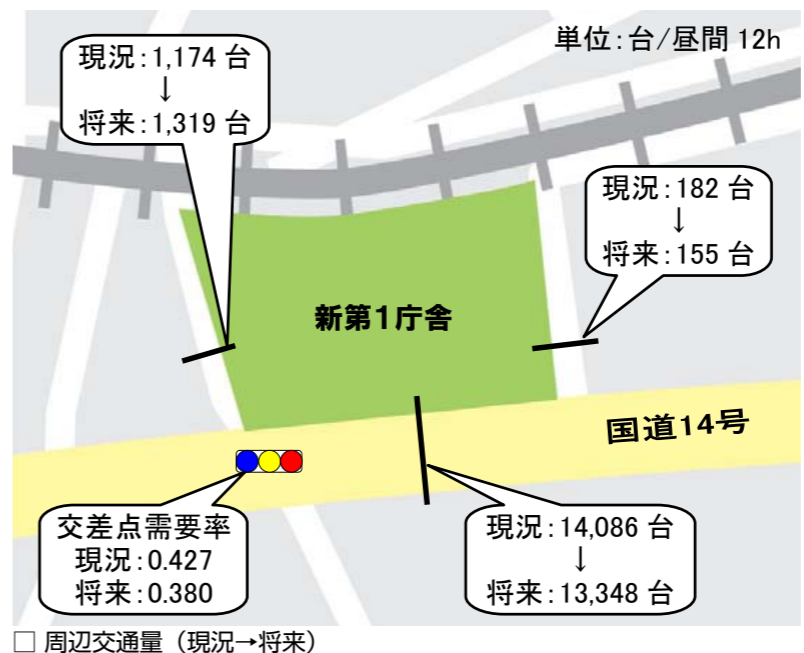 単位：台/昼間 12h
現況：1,174 台
↓
将来：1,319 台
現況：182 台
↓
将来：155 台
新第1庁舎
国道14号
交差点需要率
現況：0.427
将来：0.380
現況：14,086 台
↓
将来：13,348 台
□ 周辺交通量（現況→将来）